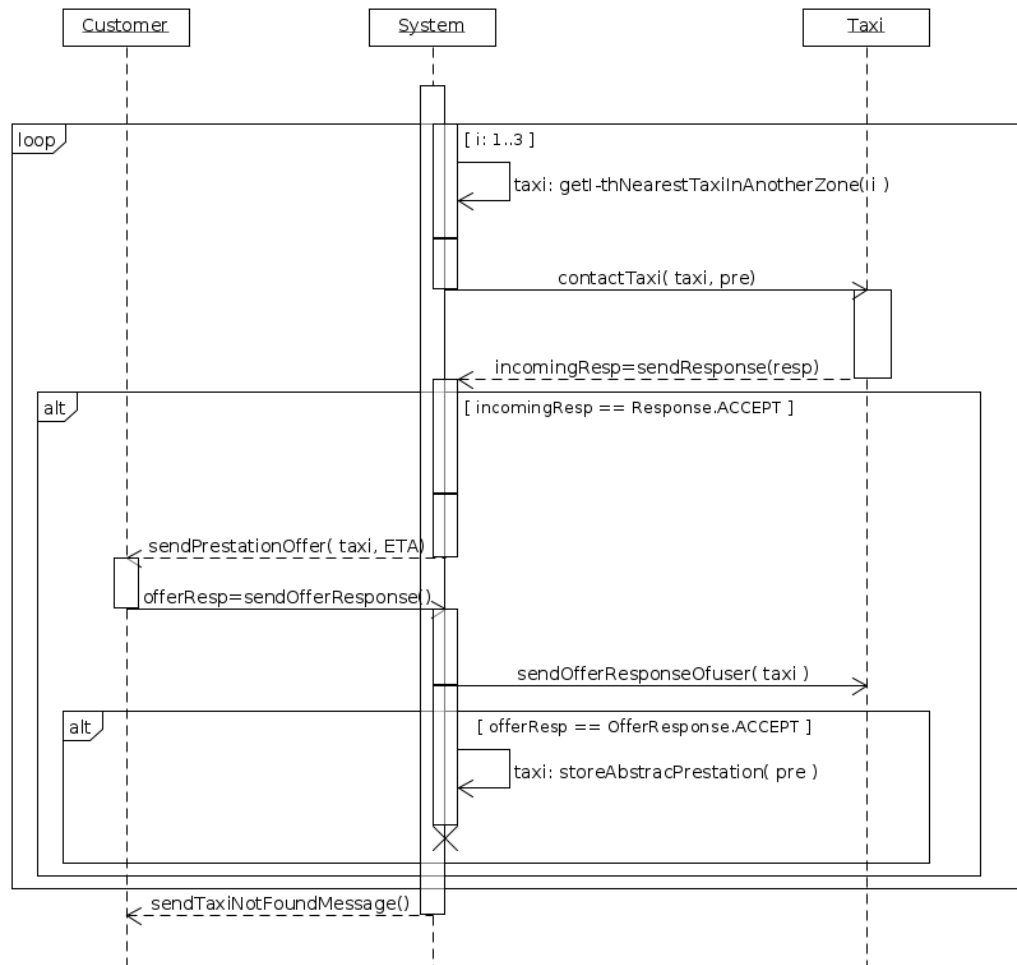 Customer
System
Taxi
loop
[ i: 1..3 ]
taxi: getI-thNearestTaxiInAnotherZone(ii )
contactTaxi( taxi, pre)
incomingResp=sendResponse(resp)
alt
[ incomingResp == Response.ACCEPT ]
sendPrestationOffer( taxi, ETA)
offerResp=sendOfferResponse()
sendOfferResponseOfuser( taxi )
alt
[ offerResp == OfferResponse.ACCEPT ]
taxi: storeAbstracPrestation( pre )
sendTaxiNotFoundMessage()